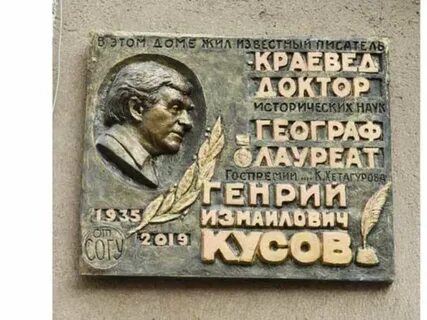 В ЭТОМ ДОМЕ ЖИЛ ИЗВЕСТНЫЙ ПИСАТЕЛЬ
КРАЕВЕД
ДОКТОР
ИСТОРИЧЕСКИХ НАУК
ГЕОГРАФ
ЛАУРЕАТ
ГОСПРЕМИИ К. ХЕТАГУРОВА
ГЕНРИЙ
ИЗМАИЛОВИЧ
КУСОВ
1935
2019
ОТ
СОГУ